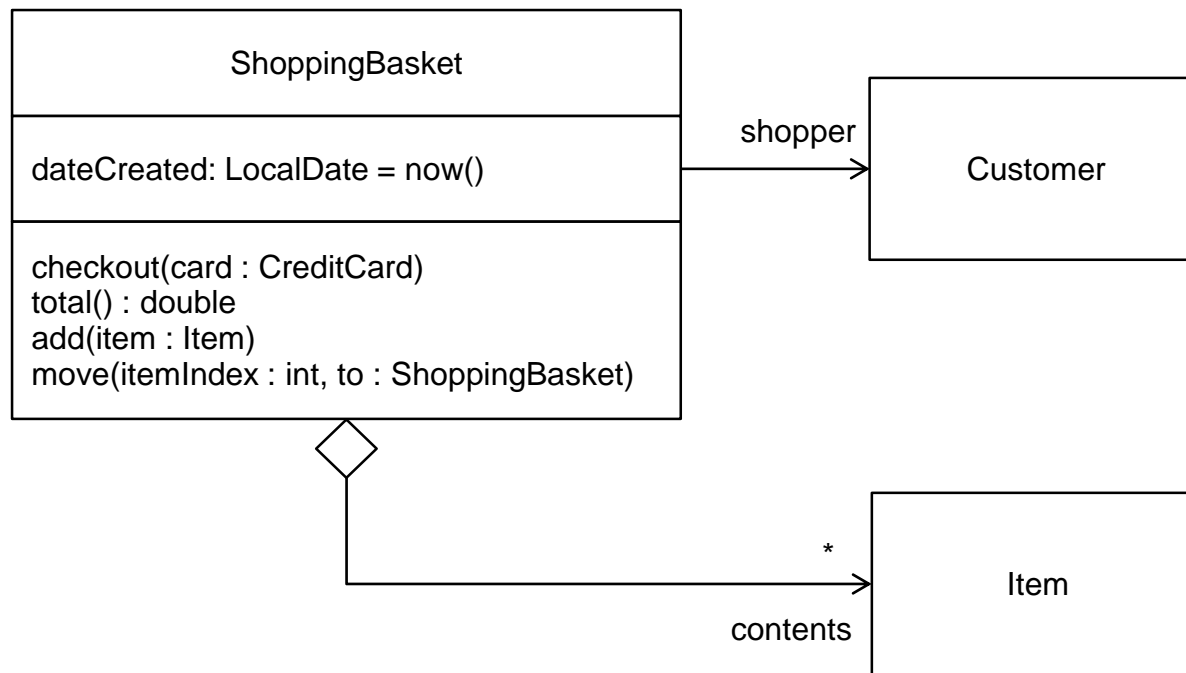 ShoppingBasket
dateCreated: LocalDate = now()
checkout(card : CreditCard)
total() : double
add(item : Item)
move(itemIndex : int, to : ShoppingBasket)
shopper
Customer
*
Item
contents